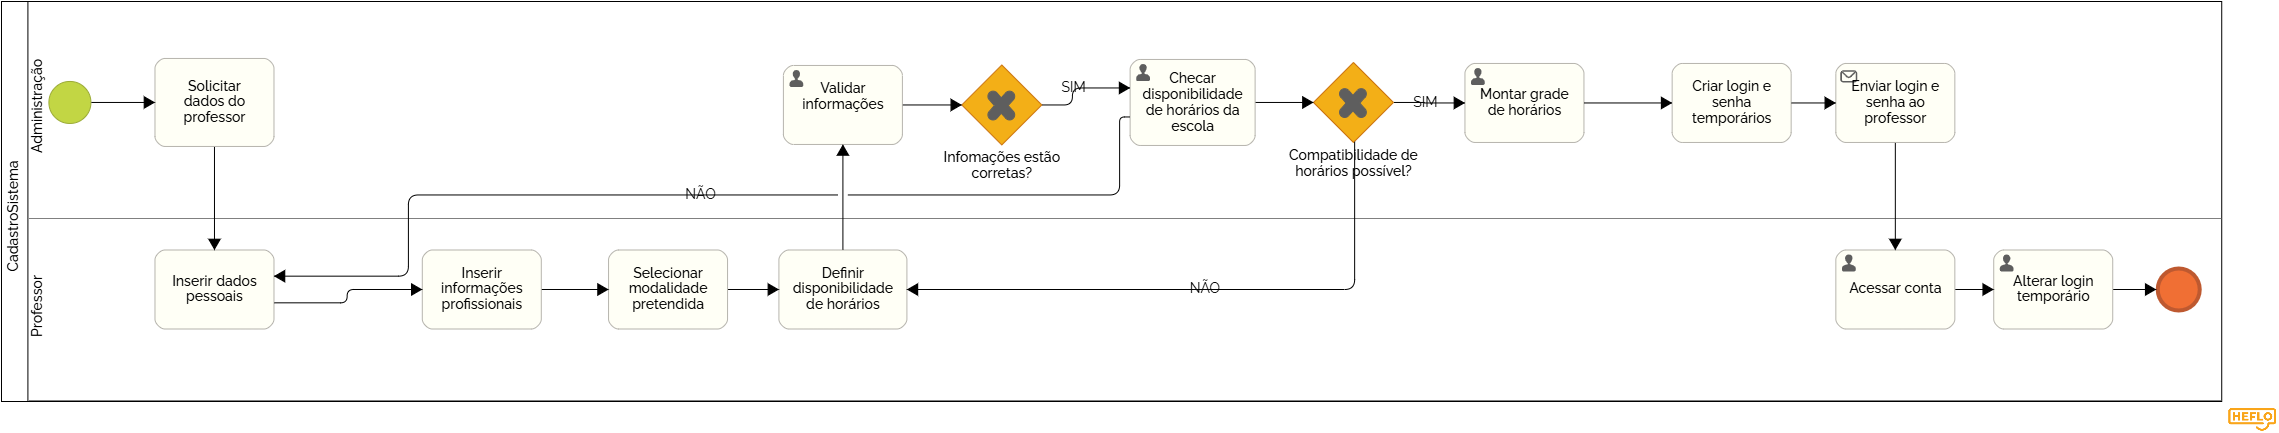 CadastroSistema
Administração
Solicitar
dados do
professor
Validar
informações
Infomações estão
corretas?
SIM
Checar
disponibilidade
de horários da
escola
Compatibilidade de
horários possível?
SIM
Montar grade
de horários
Criar login e
senha
temporários
Enviar login e
senha ao
professor
NÃO
Professor
Inserir dados
pessoais
Inserir
informações
profissionais
Selecionar
modalidade
pretendida
Definir
disponibilidade
de horários
NÃO
Acessar conta
Alterar login
temporário
HEFLO